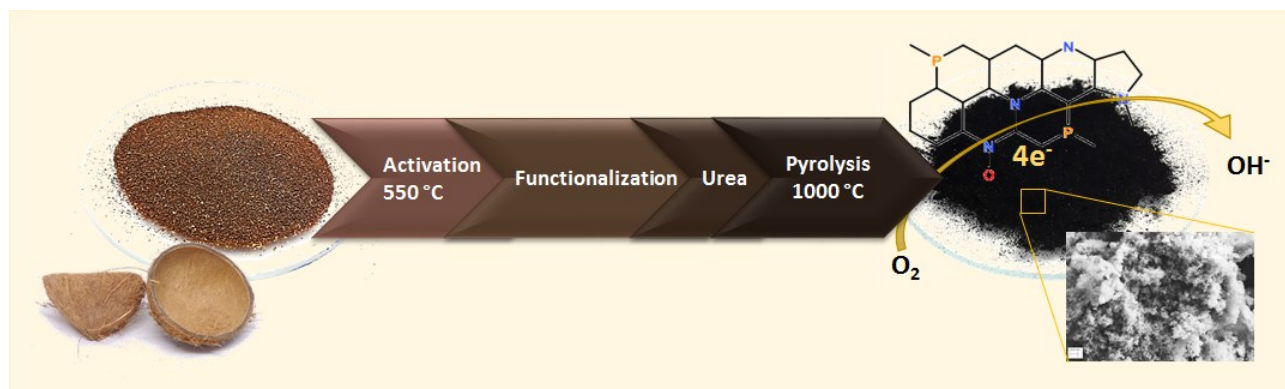 Activation
550 °C
Functionalization
Urea
Pyrolysis
1000 °C
P
N
N
N
P
N
O
4e-
O2
OH-